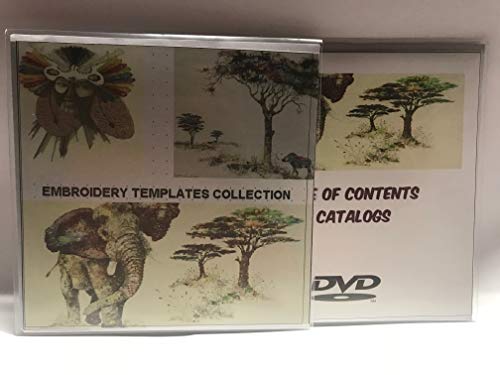 EMBROIDERY TEMPLATES COLLECTION
E OF CONTENTS
CATALOGS
DVD